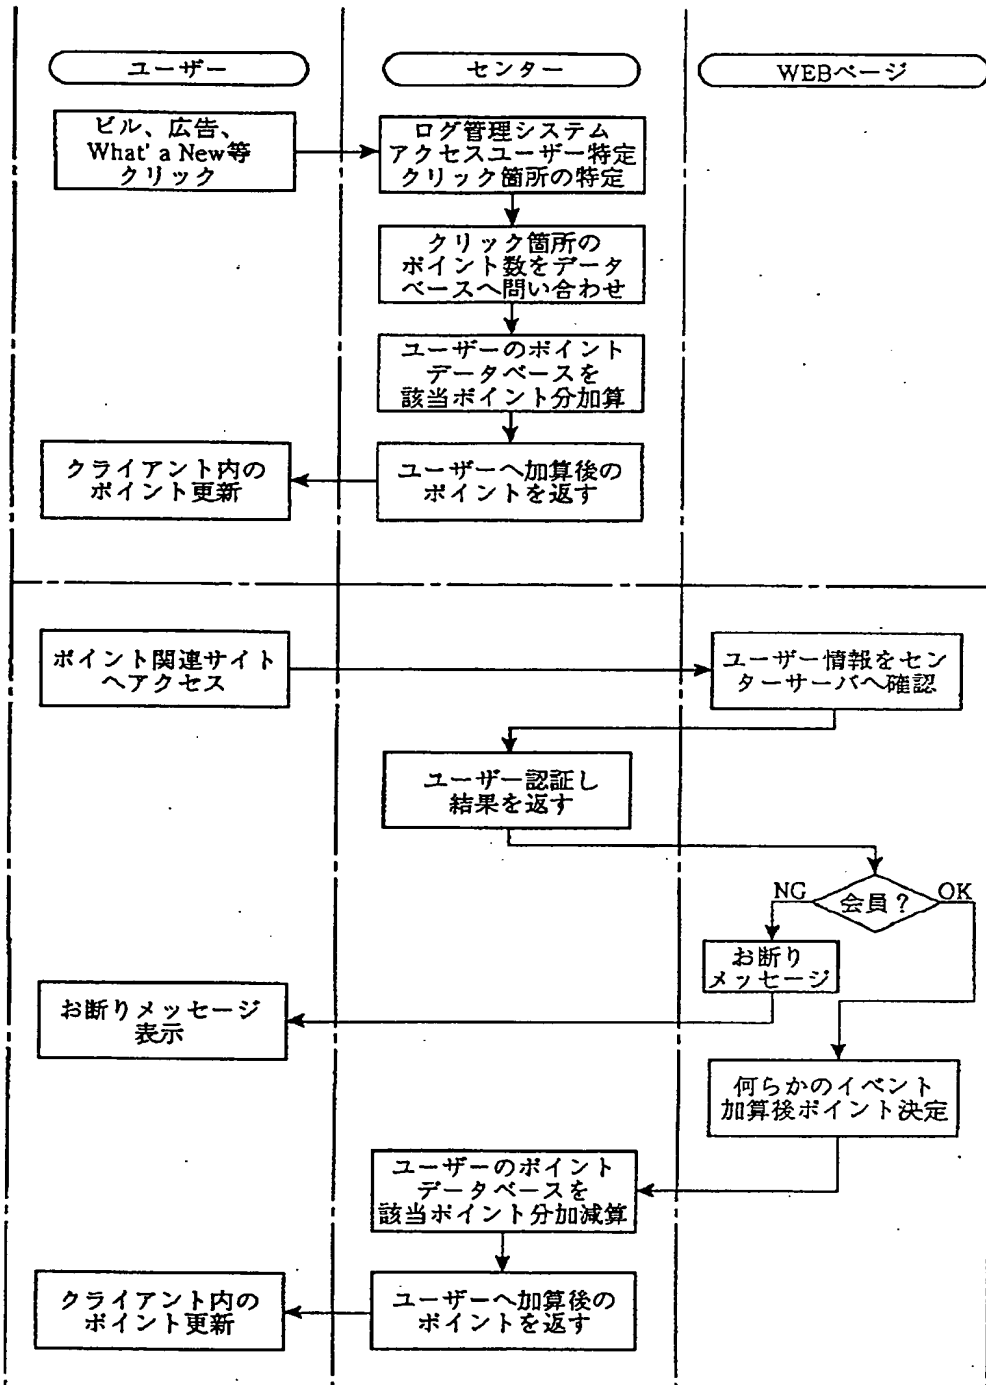 ユーザー
センター
WEBページ
ビル、広告、
What' a New等
クリック
ログ管理システム
アクセスユーザー特定
クリック箇所の特定
クリック箇所の
ポイント数をデータ
ベースへ問い合わせ
ユーザーのポイント
データベースを
該当ポイント分加算
クライアント内の
ポイント更新
ユーザーへ加算後の
ポイントを返す
ポイント関連サイト
へアクセス
ユーザー情報をセン
ターサーバへ確認
ユーザー認証し
結果を返す
NG
会員？
OK
お断り
メッセージ
お断りメッセージ
表示
何らかのイベント
加算後ポイント決定
ユーザーのポイント
データベースを
該当ポイント分加減算
クライアント内の
ポイント更新
ユーザーへ加算後の
ポイントを返す